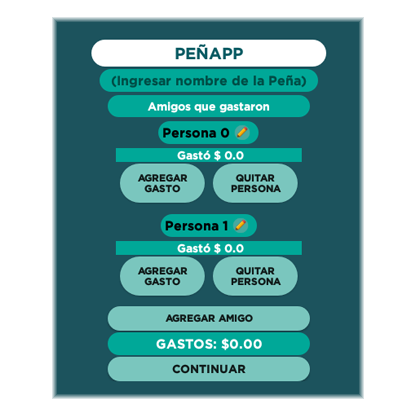 PEÑAPP
(Ingresar nombre de la Peña)
Amigos que gastaron
Persona 0
Gastó $ 0.0
AGREGAR GASTO
QUITAR PERSONA
Persona 1
Gastó $ 0.0
AGREGAR GASTO
QUITAR PERSONA
AGREGAR AMIGO
GASTOS: $0.00
CONTINUAR